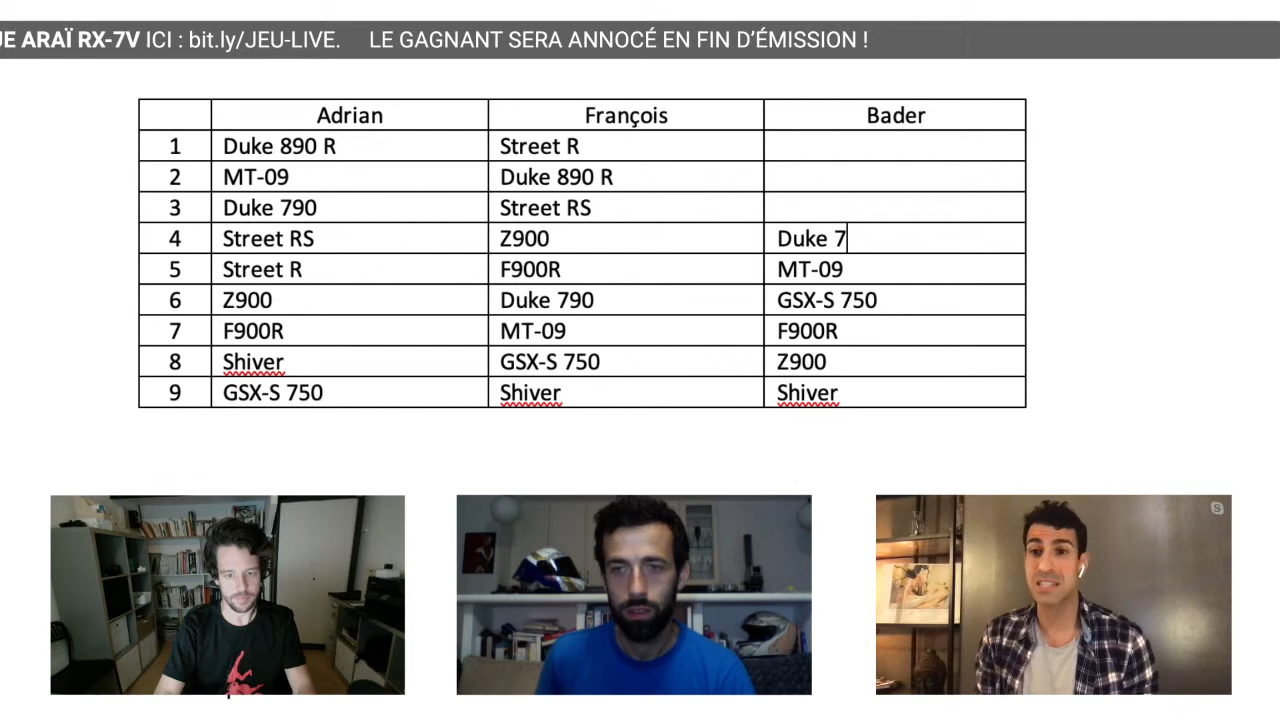 JE ARAÏ RX-7V ICI : bit.ly/JEU-LIVE. LE GAGNANT SERA ANNOCÉ EN FIN D'ÉMISSION !
Adrian François Bader
1 Duke 890 R Street R
2 MT-09 Duke 890 R
3 Duke 790 Street RS
4 Street RS Z900 Duke 7
5 Street R F900R MT-09
6 Z900 Duke 790 GSX-S 750
7 F900R MT-09 F900R
8 Shiver GSX-S 750 Z900
9 GSX-S 750 Shiver Shiver
S